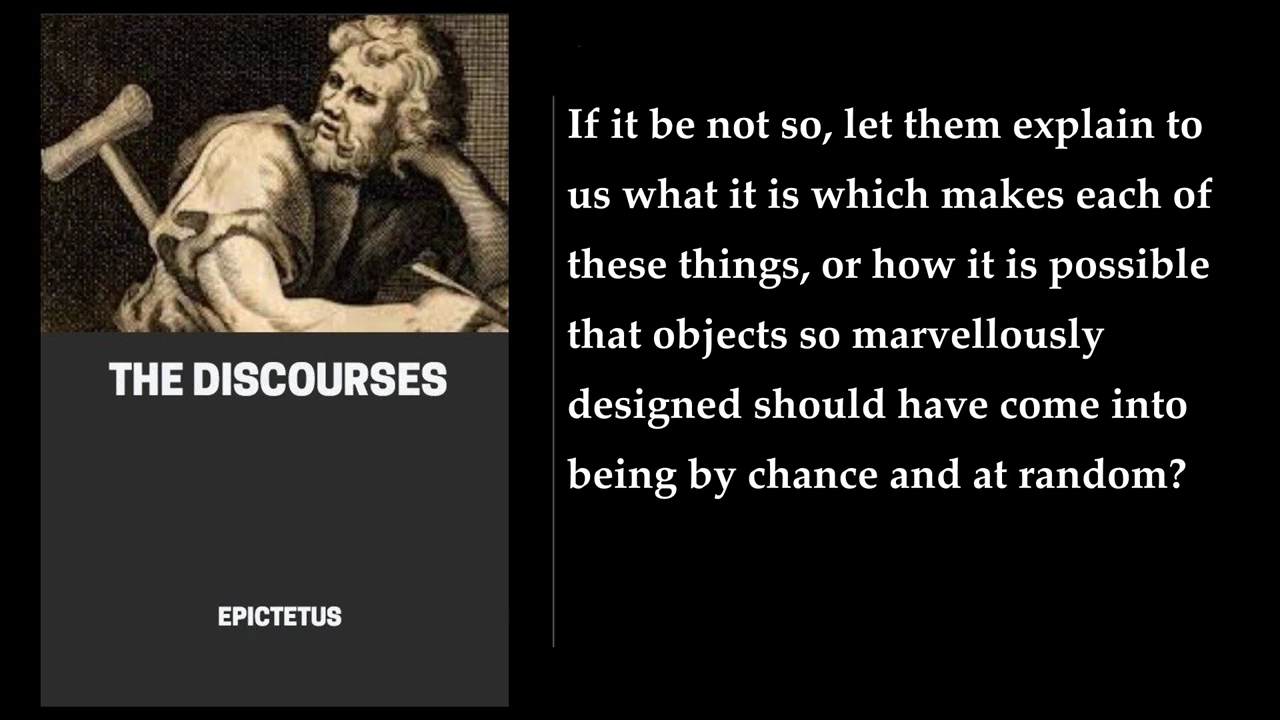 THE DISCOURSES
EPICTETUS
If it be not so, let them explain to
us what it is which makes each of
these things, or how it is possible
that objects so marvellously
designed should have come into
being by chance and at random?